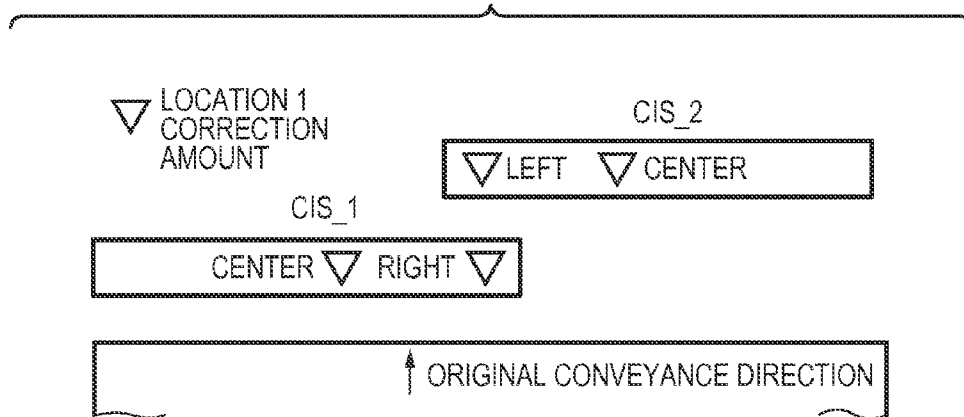 LOCATION 1
CORRECTION
AMOUNT
CIS_2
LEFT CENTER
CIS_1
CENTER RIGHT
ORIGINAL CONVEYANCE DIRECTION